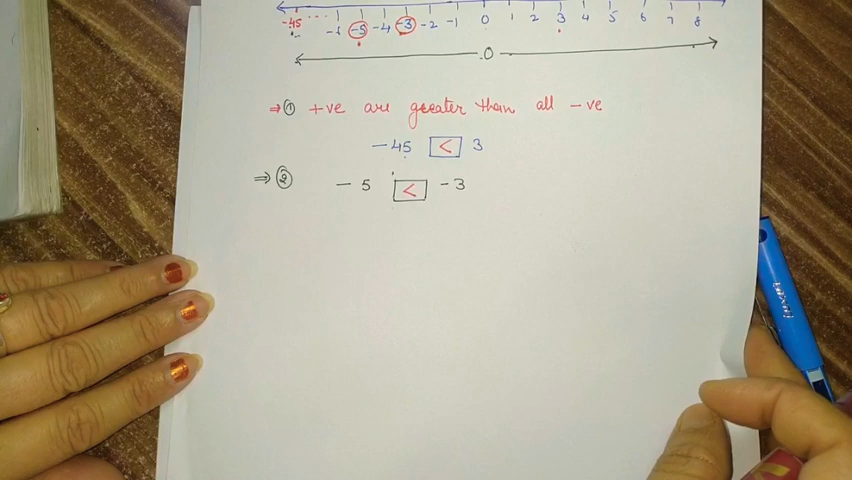 -45 .... -6 -5 -4 -3 -2 -1 0 1 2 3 4 5 6 7 8
0
⇒ ① +ve are greater than all -ve
-45 < 3
⇒ ② -5 < -3